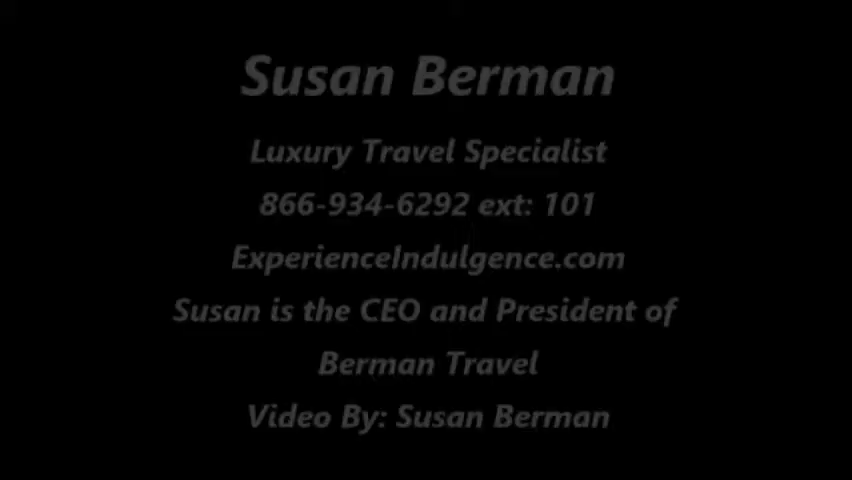 Susan Berman
Luxury Travel Specialist
866-934-6292 ext: 101
ExperienceIndulgence.com
Susan is the CEO and President of
Berman Travel
Video By: Susan Berman